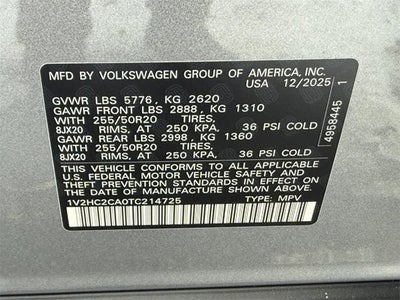 MFD BY VOLKSWAGEN GROUP OF AMERICA, INC.
USA 12/2025
GVWR LBS 5776, KG 2620
GAWR FRONT LBS 2888, KG 1310
WITH 255/50R20 TIRES,
8JX20 RIMS, AT 250 KPA, 36 PSI COLD
GAWR REAR LBS 2998, KG 1360
WITH 255/50R20 TIRES,
8JX20 RIMS, AT 250 KPA, 36 PSI COLD
THIS VEHICLE CONFORMS TO ALL APPLICABLE
U.S. FEDERAL MOTOR VEHICLE SAFETY AND
THEFT PREVENTION STANDARDS IN EFFECT ON
THE DATE OF MANUFACTURE SHOWN ABOVE.
1V2HC2CA0TC214725 TYPE: MPV
4958445 1